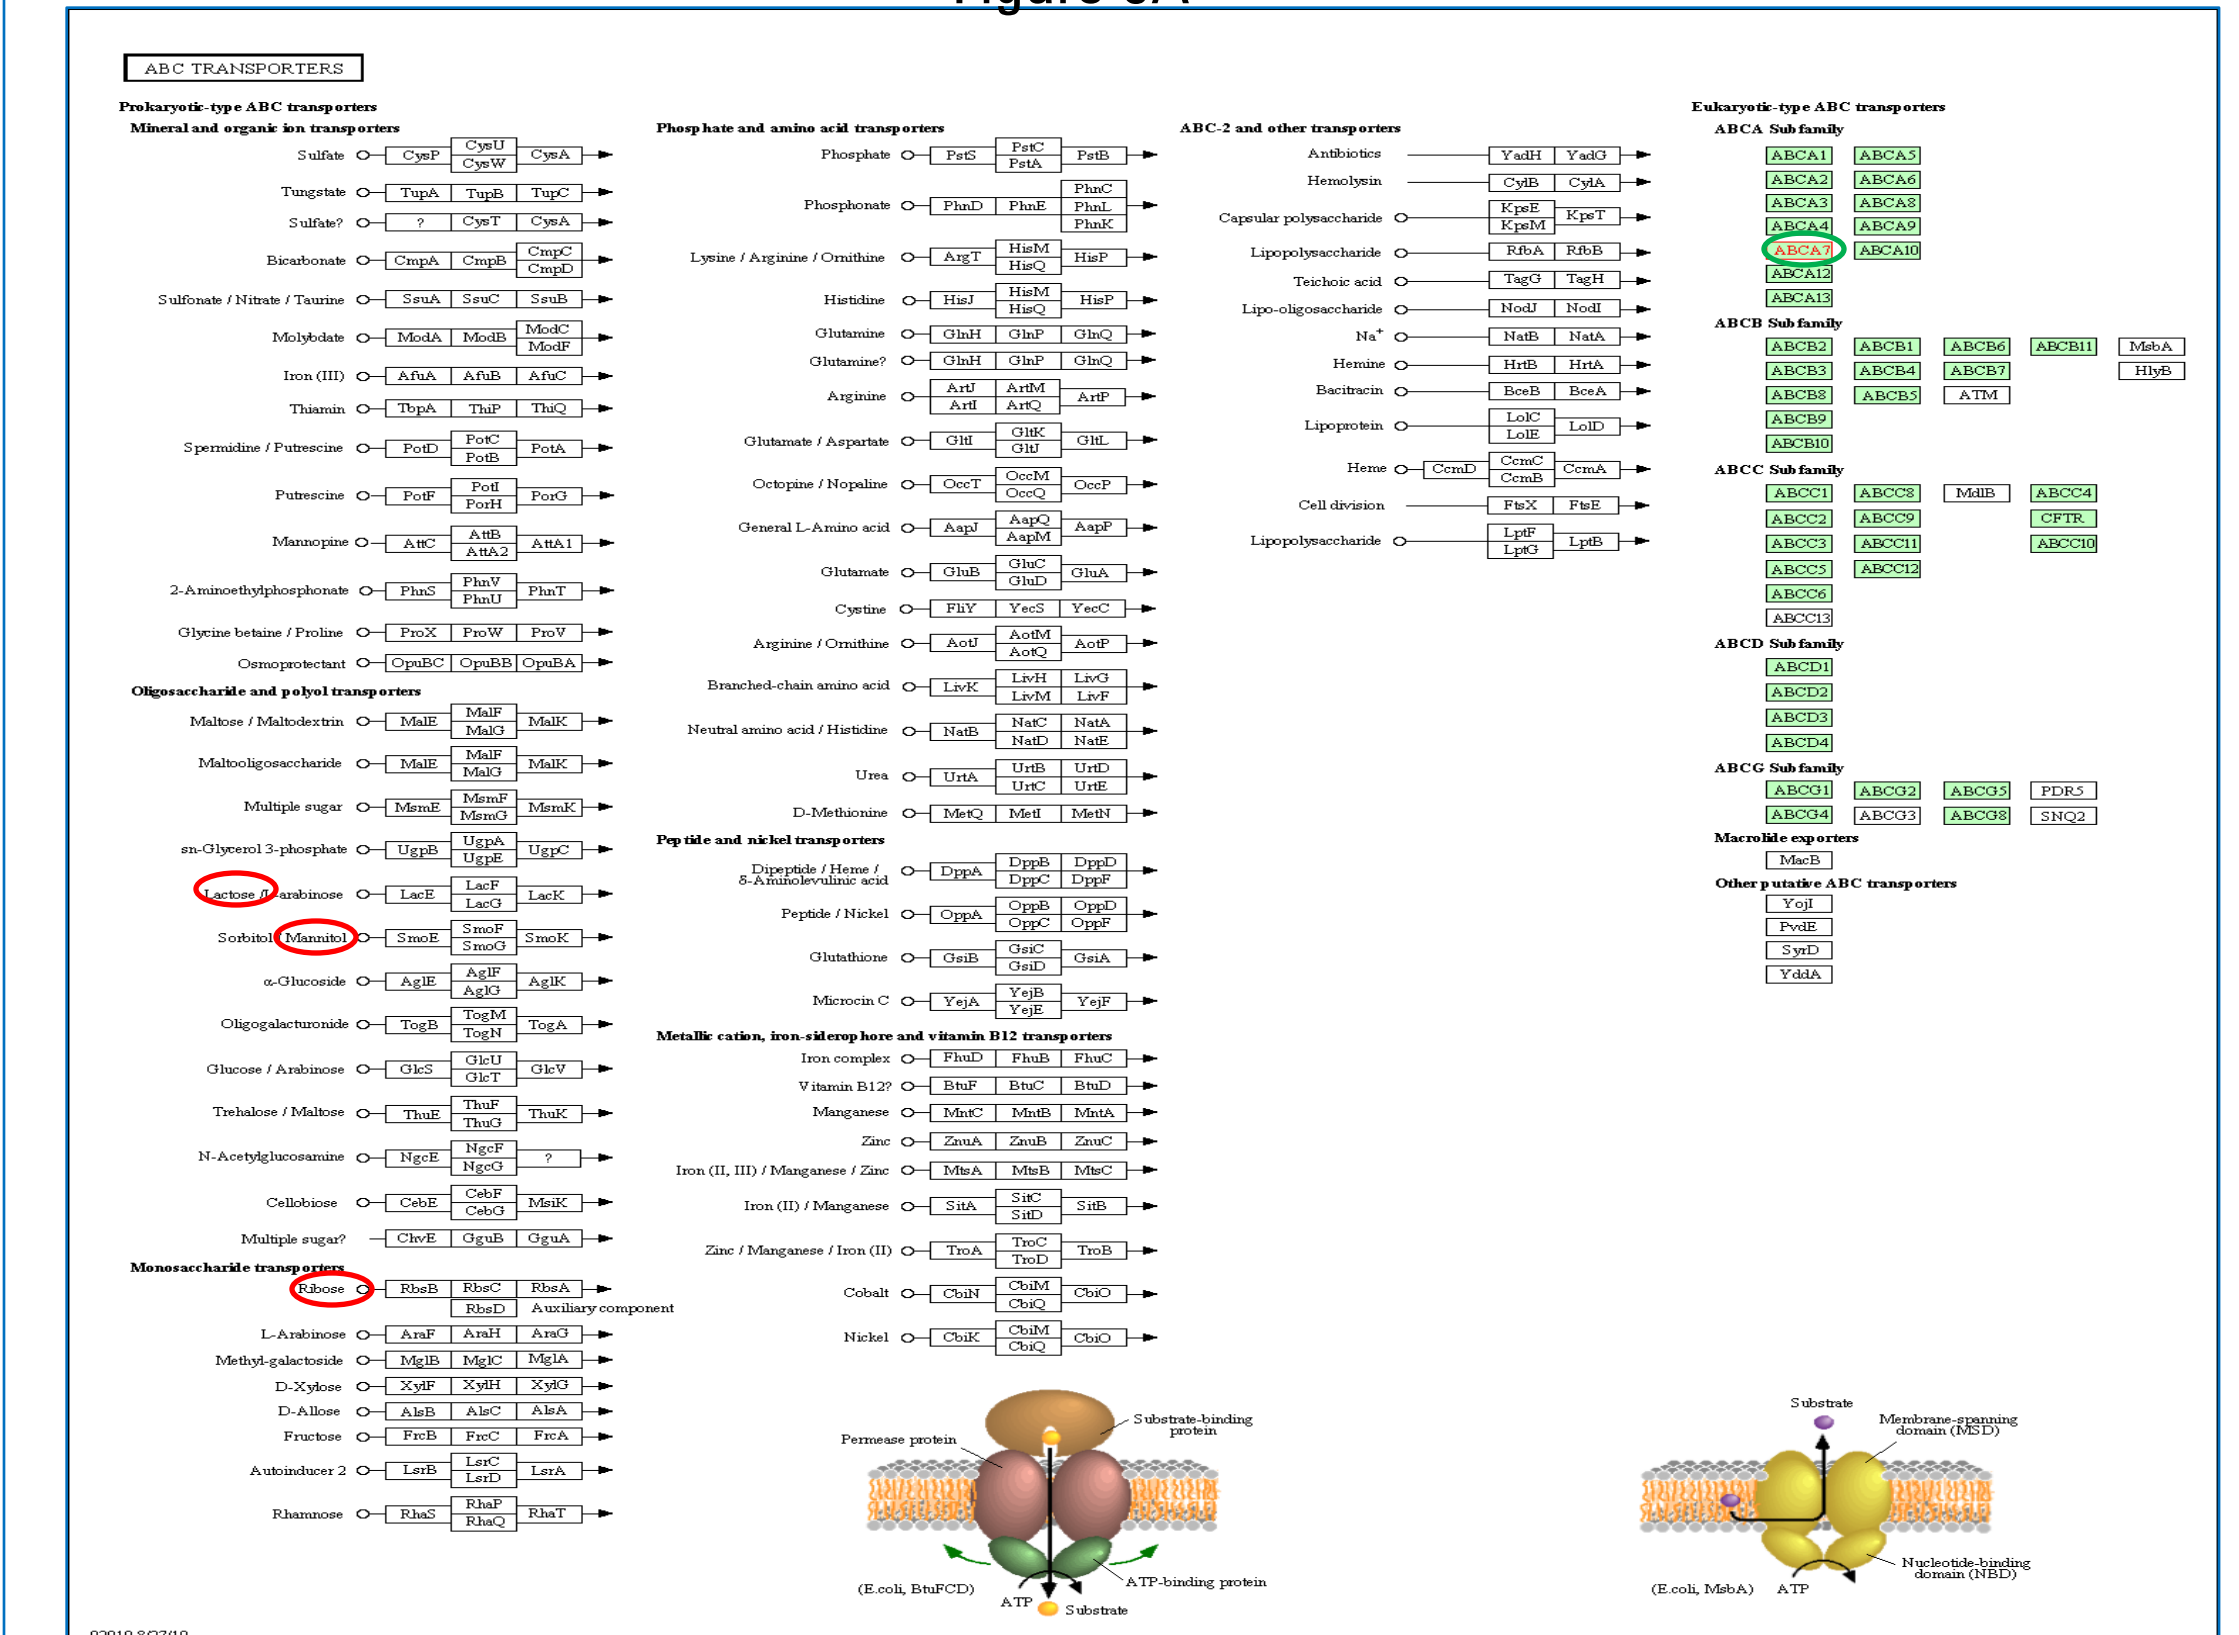 ABC TRANSPORTERS
Prokaryotic-type ABC transporters
Mineral and organic ion transporters
Sulfate CysP CysU CysW CysA
Tungstate TupA TupB TupC
Sulfate? ? CysT CysA
Bicarbonate CmpA CmpB CmpC CmpD
Sulfonate / Nitrate / Taurine SsuA SsuC SsuB
Molybdate ModA ModB ModC ModF
Iron (III) AfuA AfuB AfuC
Thiamin TbpA ThiP ThiQ
Spermidine / Putrescine PotD PotC PotB PotA
Putrescine PotF PotI PorH PorG
Mannopine AttC AttB AttA2 AttA1
2-Aminoethylphosphonate PhnS PhnV PhnU PhnT
Glycine betaine / Proline ProX ProW ProV
Osmoprotectant OpuBC OpuBB OpuBA
Oligosaccharide and polyol transporters
Maltose / Maltodextrin MalE MalF MalG MalK
Maltooligosaccharide MalE MalF MalG MalK
Multiple sugar MsmE MsmF MsmG MsmK
sn-Glycerol 3-phosphate UgpB UgpA UgpE UgpC
Lactose /L-arabinose LacE LacF LacG LacK
Sorbitol Mannitol SmoE SmoF SmoG SmoK
α-Glucoside AglE AglF AglG AglK
Oligogalacturonide TogB TogM TogN TogA
Glucose / Arabinose GlcS GlcU GlcT GlcV
Trehalose / Maltose ThuE ThuF ThuG ThuK
N-Acetylglucosamine NgcE NgcF NgcG ?
Cellobiose CebE CebF CebG MsiK
Multiple sugar? ChvE GguB GguA
Monosaccharide transporters
Ribose RbsB RbsC RbsA
RbsD Auxiliary component
L-Arabinose AraF AraH AraG
Methyl-galactoside MglB MglC MglA
D-Xylose XylF XylH XylG
D-Allose AlsB AlsC AlsA
Fructose FrcB FrcC FrcA
Autoinducer 2 LsrB LsrC LsrD LsrA
Rhamnose RhaS RhaP RhaQ RhaT
Phosphate and amino acid transporters
Phosphate PstS PstC PstA PstB
Phosphonate PhnD PhnE PhnC PhnL PhnK
Lysine / Arginine / Ornithine ArgT HisM HisQ HisP
Histidine HisJ HisM HisQ HisP
Glutamine GlnH GlnP GlnQ
Glutamine? GlnH GlnP GlnQ
Arginine ArtJ ArtI ArtM ArtQ ArtP
Glutamate / Aspartate GltI GltK GltJ GltL
Octopine / Nopaline OccT OccM OccQ OccP
General L-Amino acid AapJ AapQ AapM AapP
Glutamate GluB GluC GluD GluA
Cystine FliY YecS YecC
Arginine / Ornithine AotJ AotM AotQ AotP
Branched-chain amino acid LivK LivH LivM LivG LivF
Neutral amino acid / Histidine NatB NatC NatD NatA NatE
Urea UrtA UrtB UrtC UrtD UrtE
D-Methionine MetQ MetI MetN
Peptide and nickel transporters
Dipeptide / Heme / δ-Aminolevulinic acid DppA DppB DppC DppD DppF
Peptide / Nickel OppA OppB OppC OppD OppF
Glutathione GsiB GsiC GsiD GsiA
Microcin C YejA YejB YejE YejF
Metallic cation, iron-siderophore and vitamin B12 transporters
Iron complex FhuD FhuB FhuC
Vitamin B12? BtuF BtuC BtuD
Manganese MntC MntB MntA
Zinc ZnuA ZnuB ZnuC
Iron (II, III) / Manganese / Zinc MtsA MtsB MtsC
Iron (II) / Manganese SitA SitC SitD SitB
Zinc / Manganese / Iron (II) TroA TroC TroD TroB
Cobalt CbiN CbiM CbiQ CbiO
Nickel CbiK CbiM CbiQ CbiO
ABC-2 and other transporters
Antibiotics YadH YadG
Hemolysin CylB CylA
Capsular polysaccharide KpsE KpsM KpsT
Lipopolysaccharide RfbA RfbB
Teichoic acid TagG TagH
Lipo-oligosaccharide NodJ NodI
Na+ NatB NatA
Hemine HrtB HrtA
Bacitracin BceB BceA
Lipoprotein LolC LolE LolD
Heme CcmD CcmC CcmB CcmA
Cell division FtsX FtsE
Lipopolysaccharide LptF LptG LptB
Eukaryotic-type ABC transporters
ABCA Subfamily
ABCA1 ABCA5
ABCA2 ABCA6
ABCA3 ABCA8
ABCA4 ABCA9
ABCA7 ABCA10
ABCA12
ABCA13
ABCB Subfamily
ABCB2 ABCB1 ABCB6 ABCB11 MsbA
ABCB3 ABCB4 ABCB7 HlyB
ABCB8 ABCB5 ATM
ABCB9
ABCB10
ABCC Subfamily
ABCC1 ABCC8 MdlB ABCC4
ABCC2 ABCC9 CFTR
ABCC3 ABCC11 ABCC10
ABCC5 ABCC12
ABCC6
ABCC13
ABCD Subfamily
ABCD1
ABCD2
ABCD3
ABCD4
ABCG Subfamily
ABCG1 ABCG2 ABCG5 PDR5
ABCG4 ABCG3 ABCG8 SNQ2
Macrolide exporters
MacB
Other putative ABC transporters
YojI
PvdE
SyrD
YddA
Substrate-binding
protein
Permease protein
ATP-binding protein
(E.coli, BtuFCD)
ATP
Substrate
Substrate
Membrane-spanning
domain (MSD)
Nucleotide-binding
domain (NBD)
(E.coli, MsbA) ATP